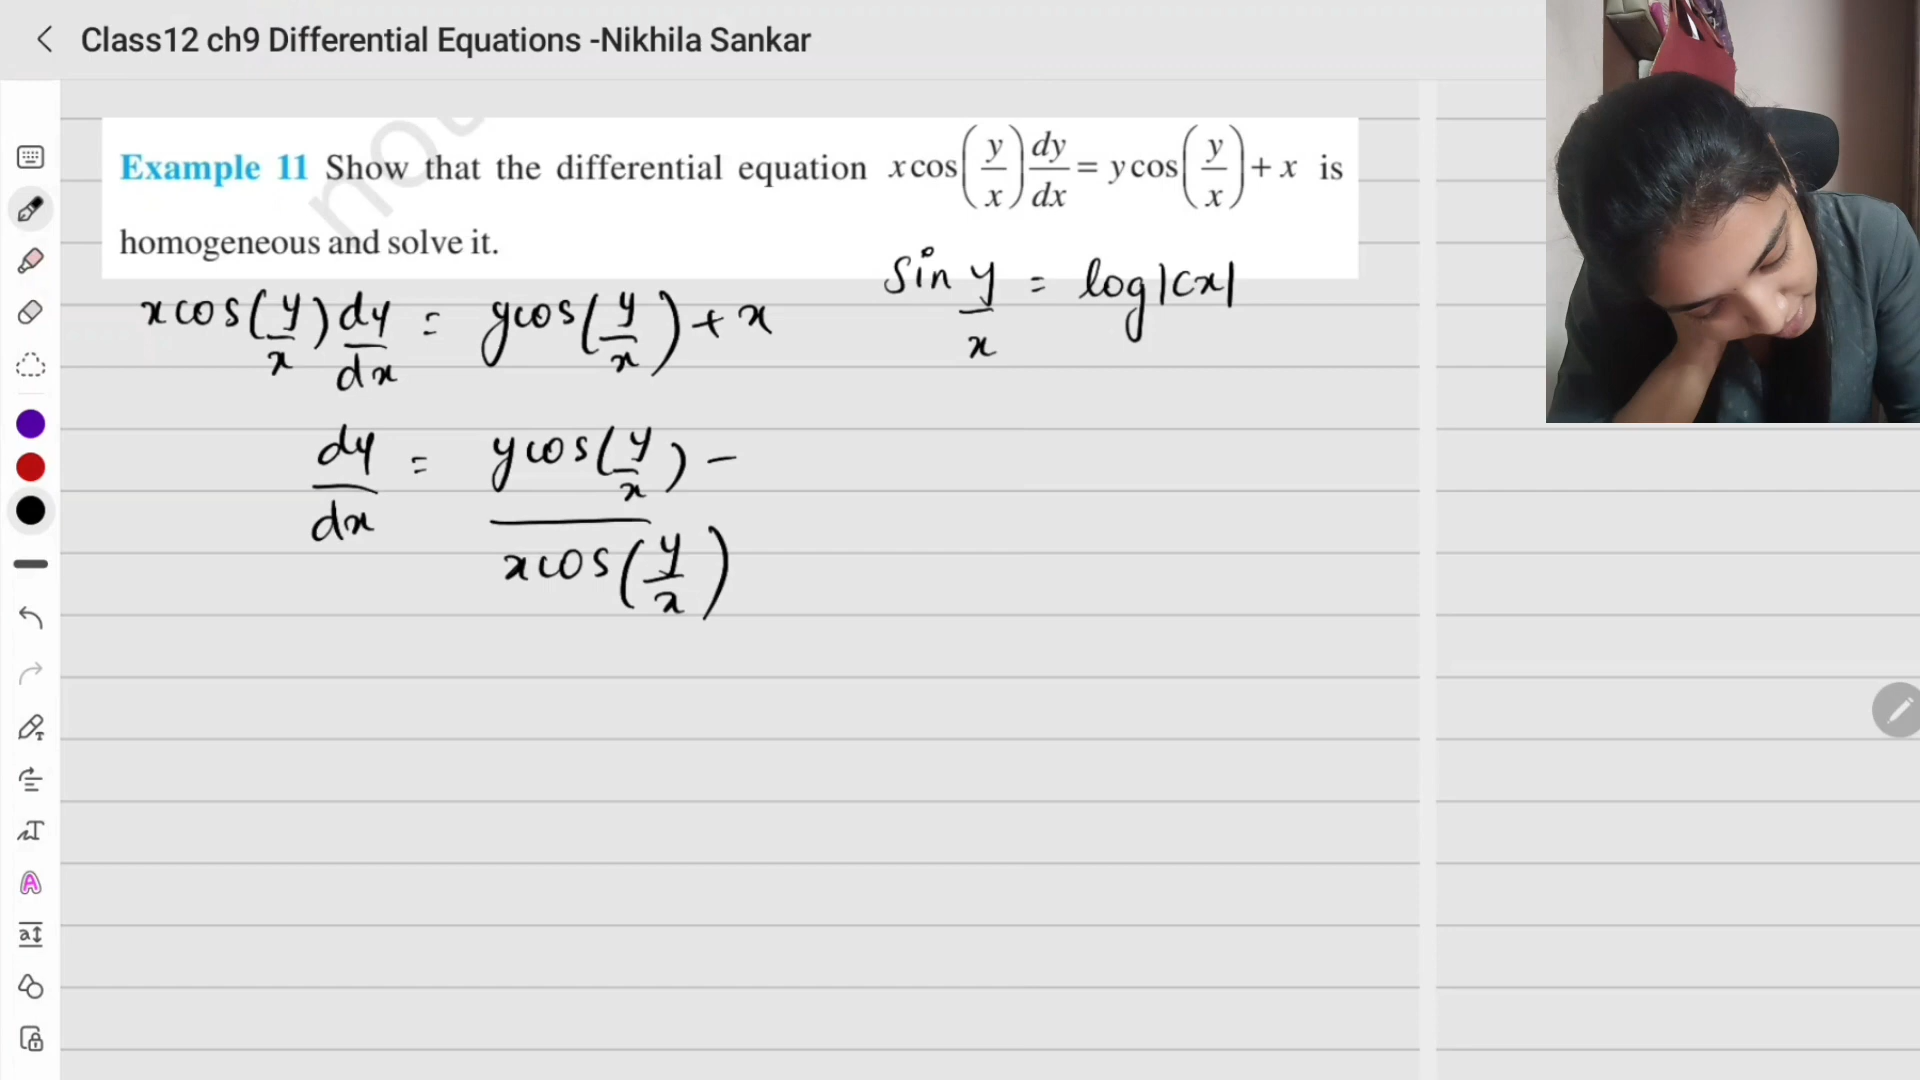 Class12 ch9 Differential Equations -Nikhila Sankar
Example 11 Show that the differential equation x cos(y/x) dy/dx = y cos(y/x) + x is
homogeneous and solve it.
sin y/x = log|cx|
x cos(y/x) dy/dx = y cos(y/x) + x
dy/dx = y cos(y/x) - / x cos(y/x)